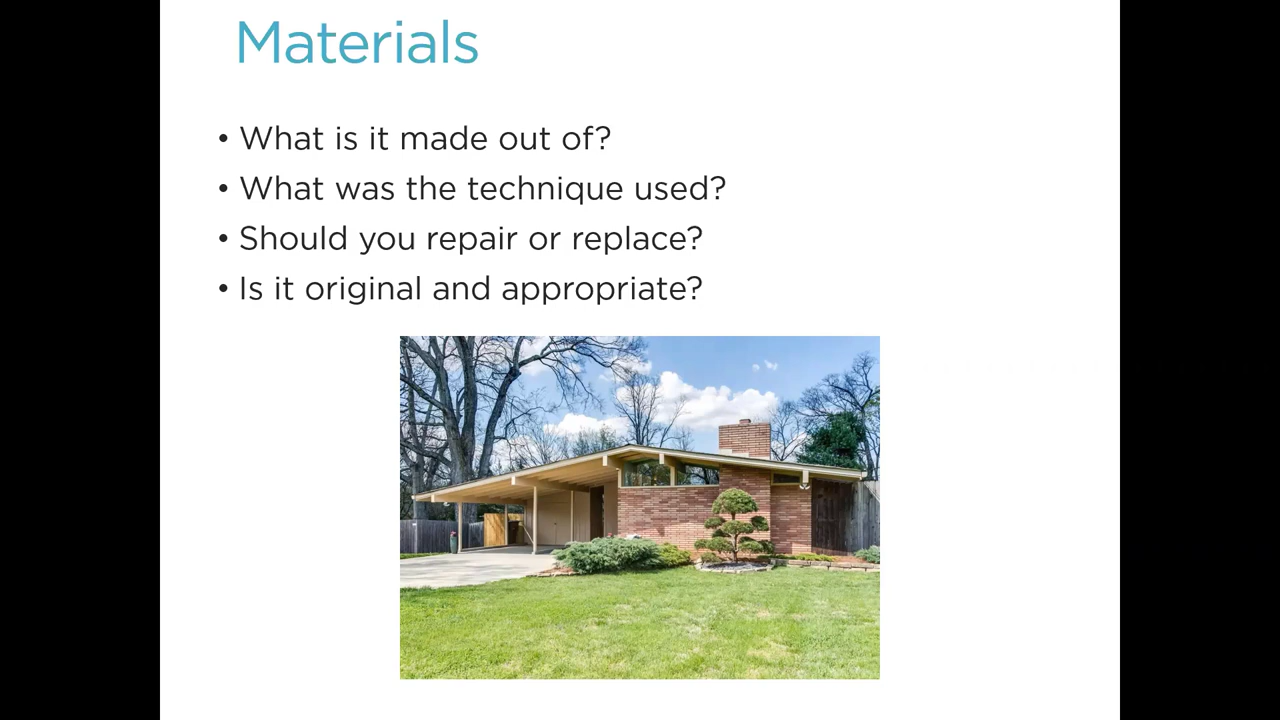 Materials
• What is it made out of?
• What was the technique used?
• Should you repair or replace?
• Is it original and appropriate?